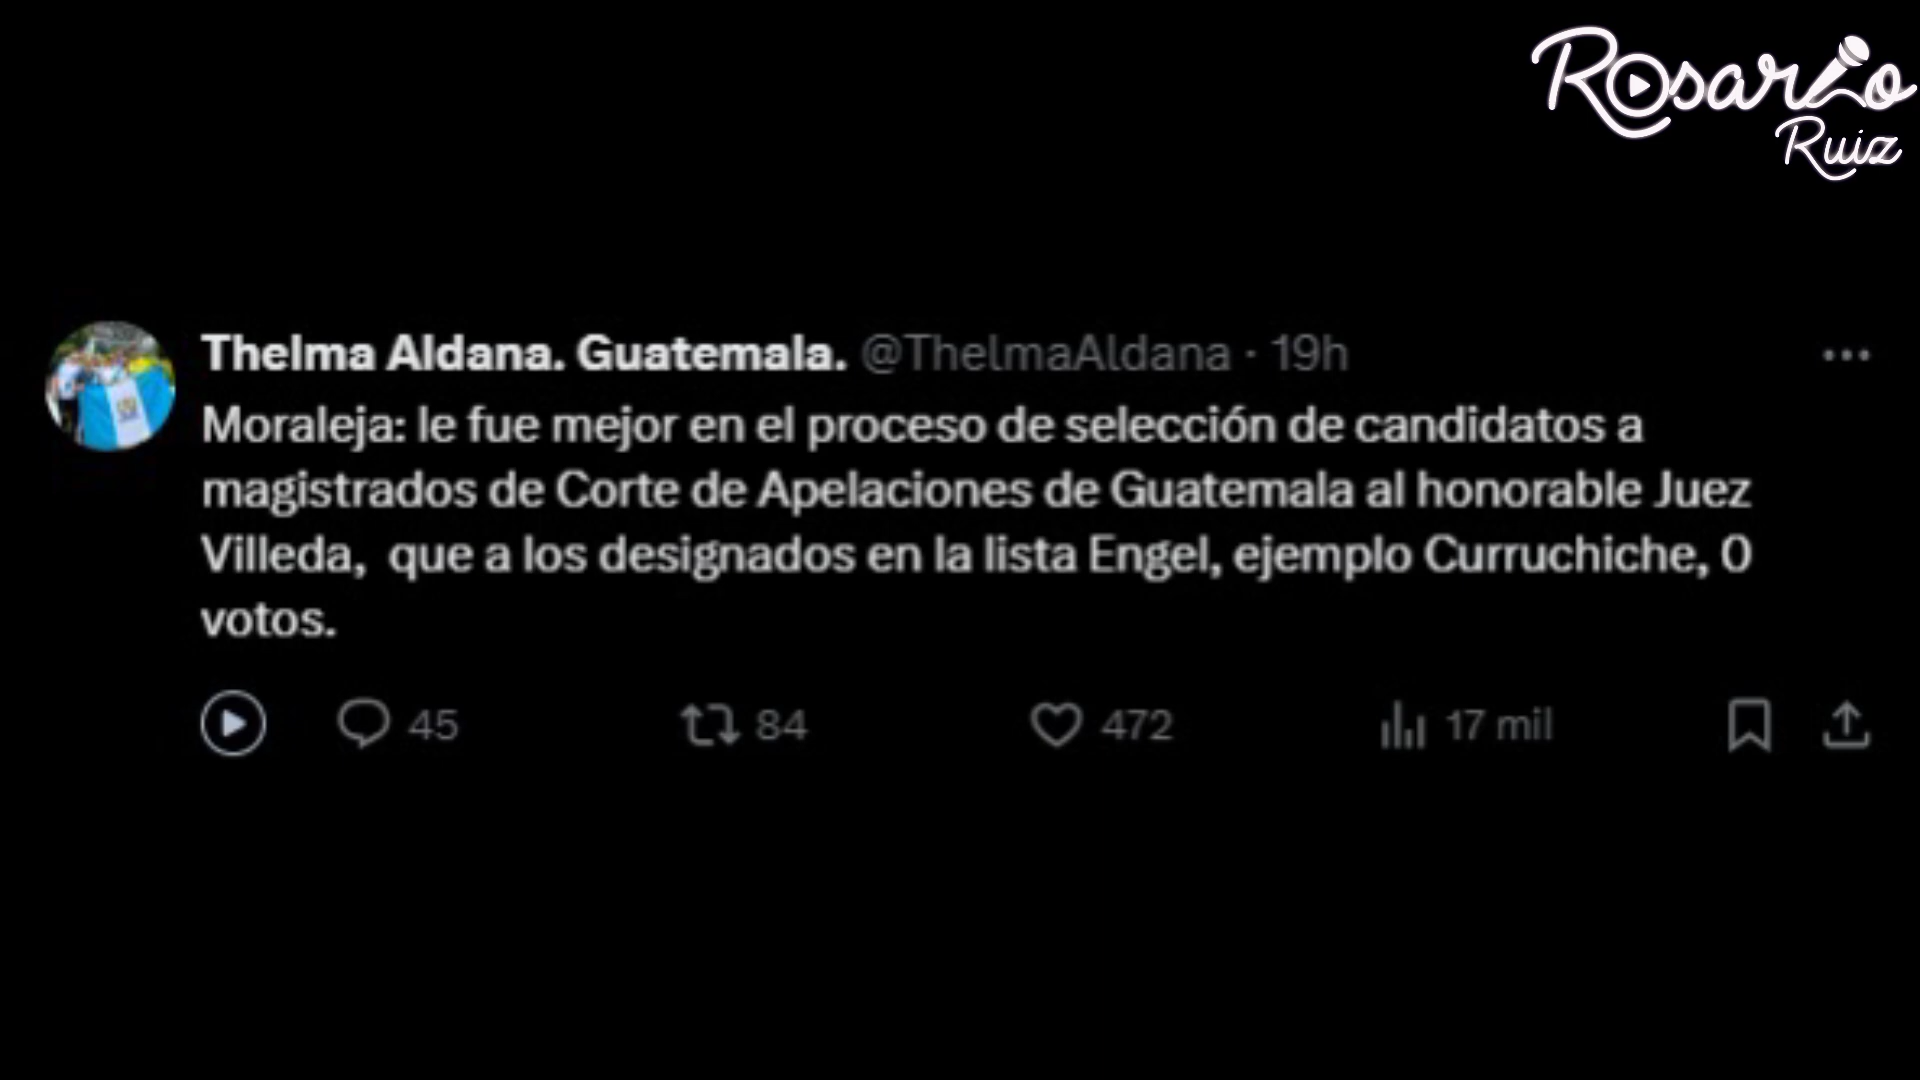 Rosario
Ruiz
Thelma Aldana. Guatemala. @ThelmaAldana · 19h
Moraleja: le fue mejor en el proceso de selección de candidatos a
magistrados de Corte de Apelaciones de Guatemala al honorable Juez
Villeda,  que a los designados en la lista Engel, ejemplo Curruchiche, 0
votos.
45 84 472 17 mil